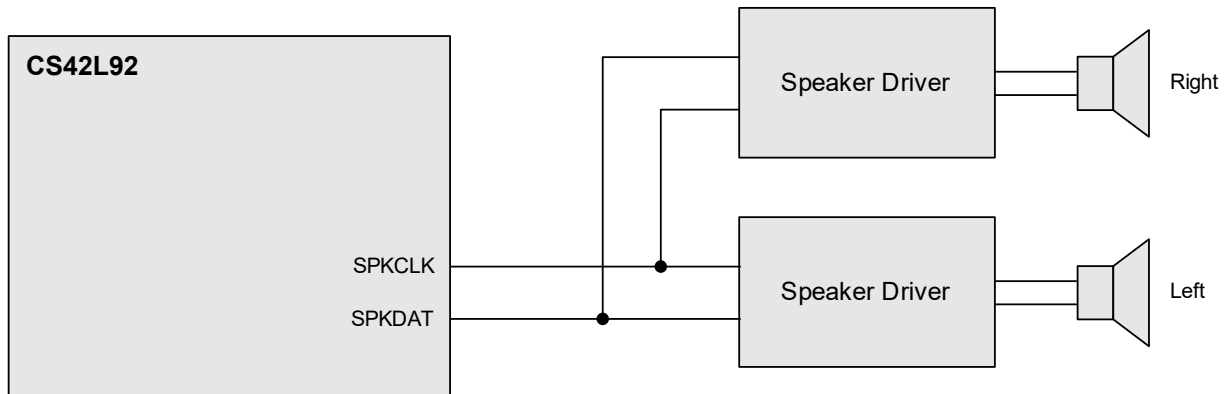 CS42L92
Speaker Driver
Right
SPKCLK
SPKDAT
Speaker Driver
Left